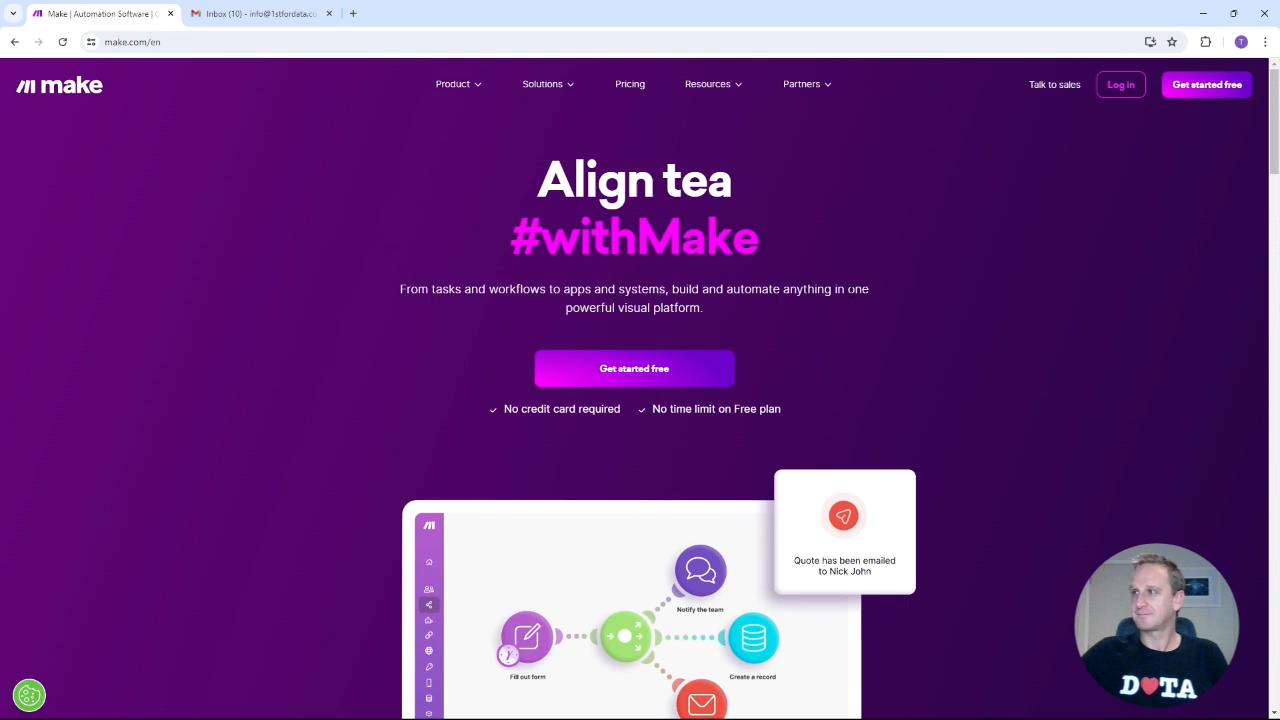 Make | Automation Software | C
Inbox (10) - info@1stfordata.co
make.com/en
T
make
Product
Solutions
Pricing
Resources
Partners
Talk to sales
Log in
Get started free
Align tea
#withMake
From tasks and workflows to apps and systems, build and automate anything in one
powerful visual platform.
Get started free
No credit card required
No time limit on Free plan
Quote has been emailed
to Nick John
Notify the team
Fill out form
Create a record
D❤TA